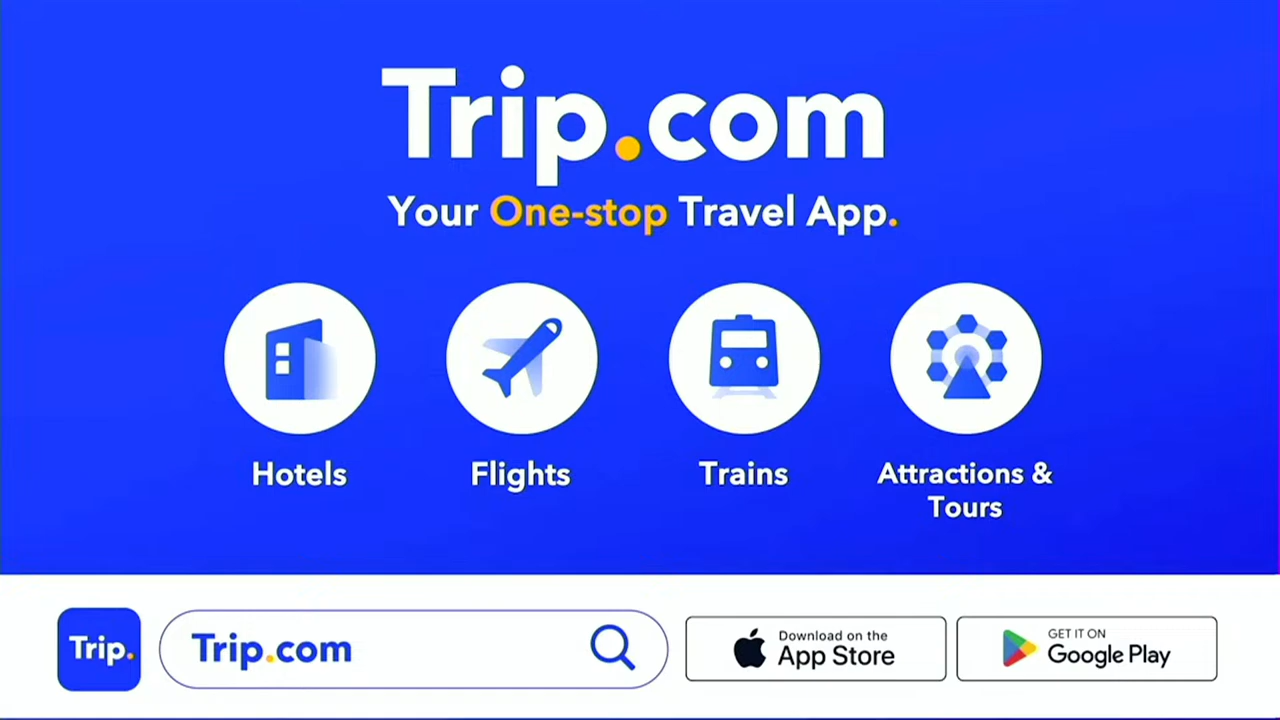 Trip.com
Your One-stop Travel App.
Hotels
Flights
Trains
Attractions &
Tours
Trip.
Trip.com
Download on the
App Store
GET IT ON
Google Play